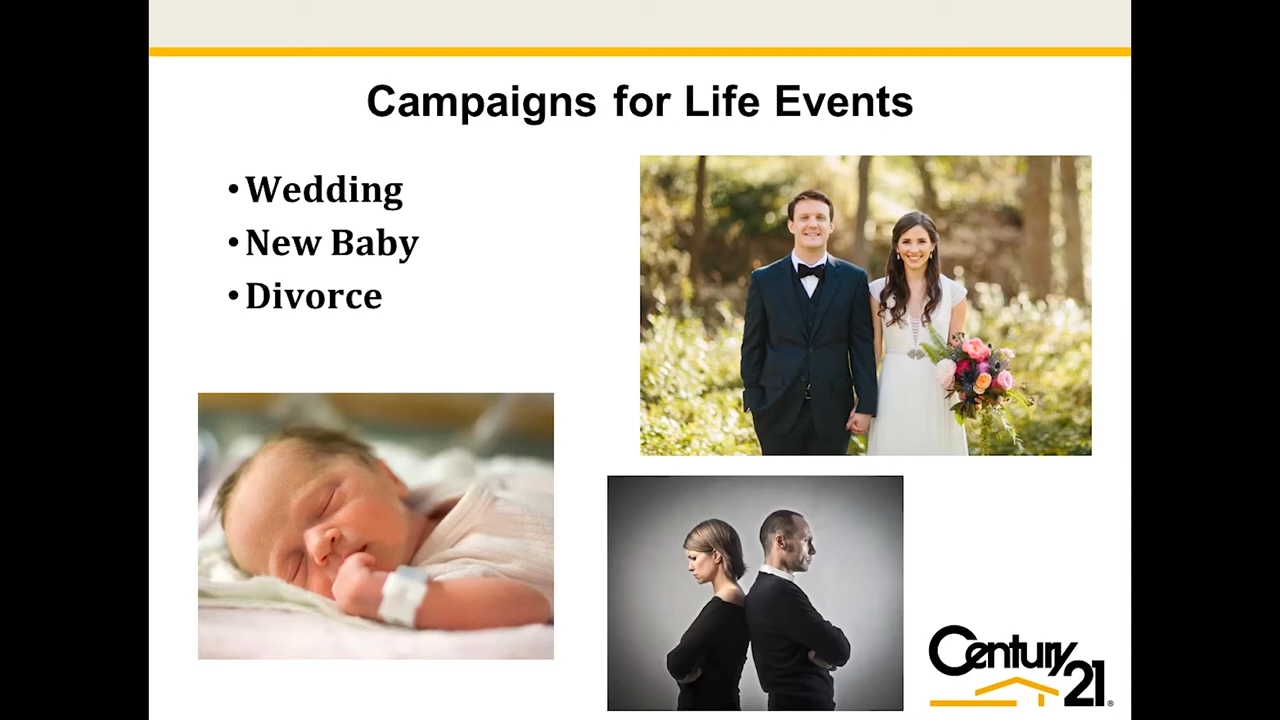 Campaigns for Life Events
• Wedding
• New Baby
• Divorce
Century
21®